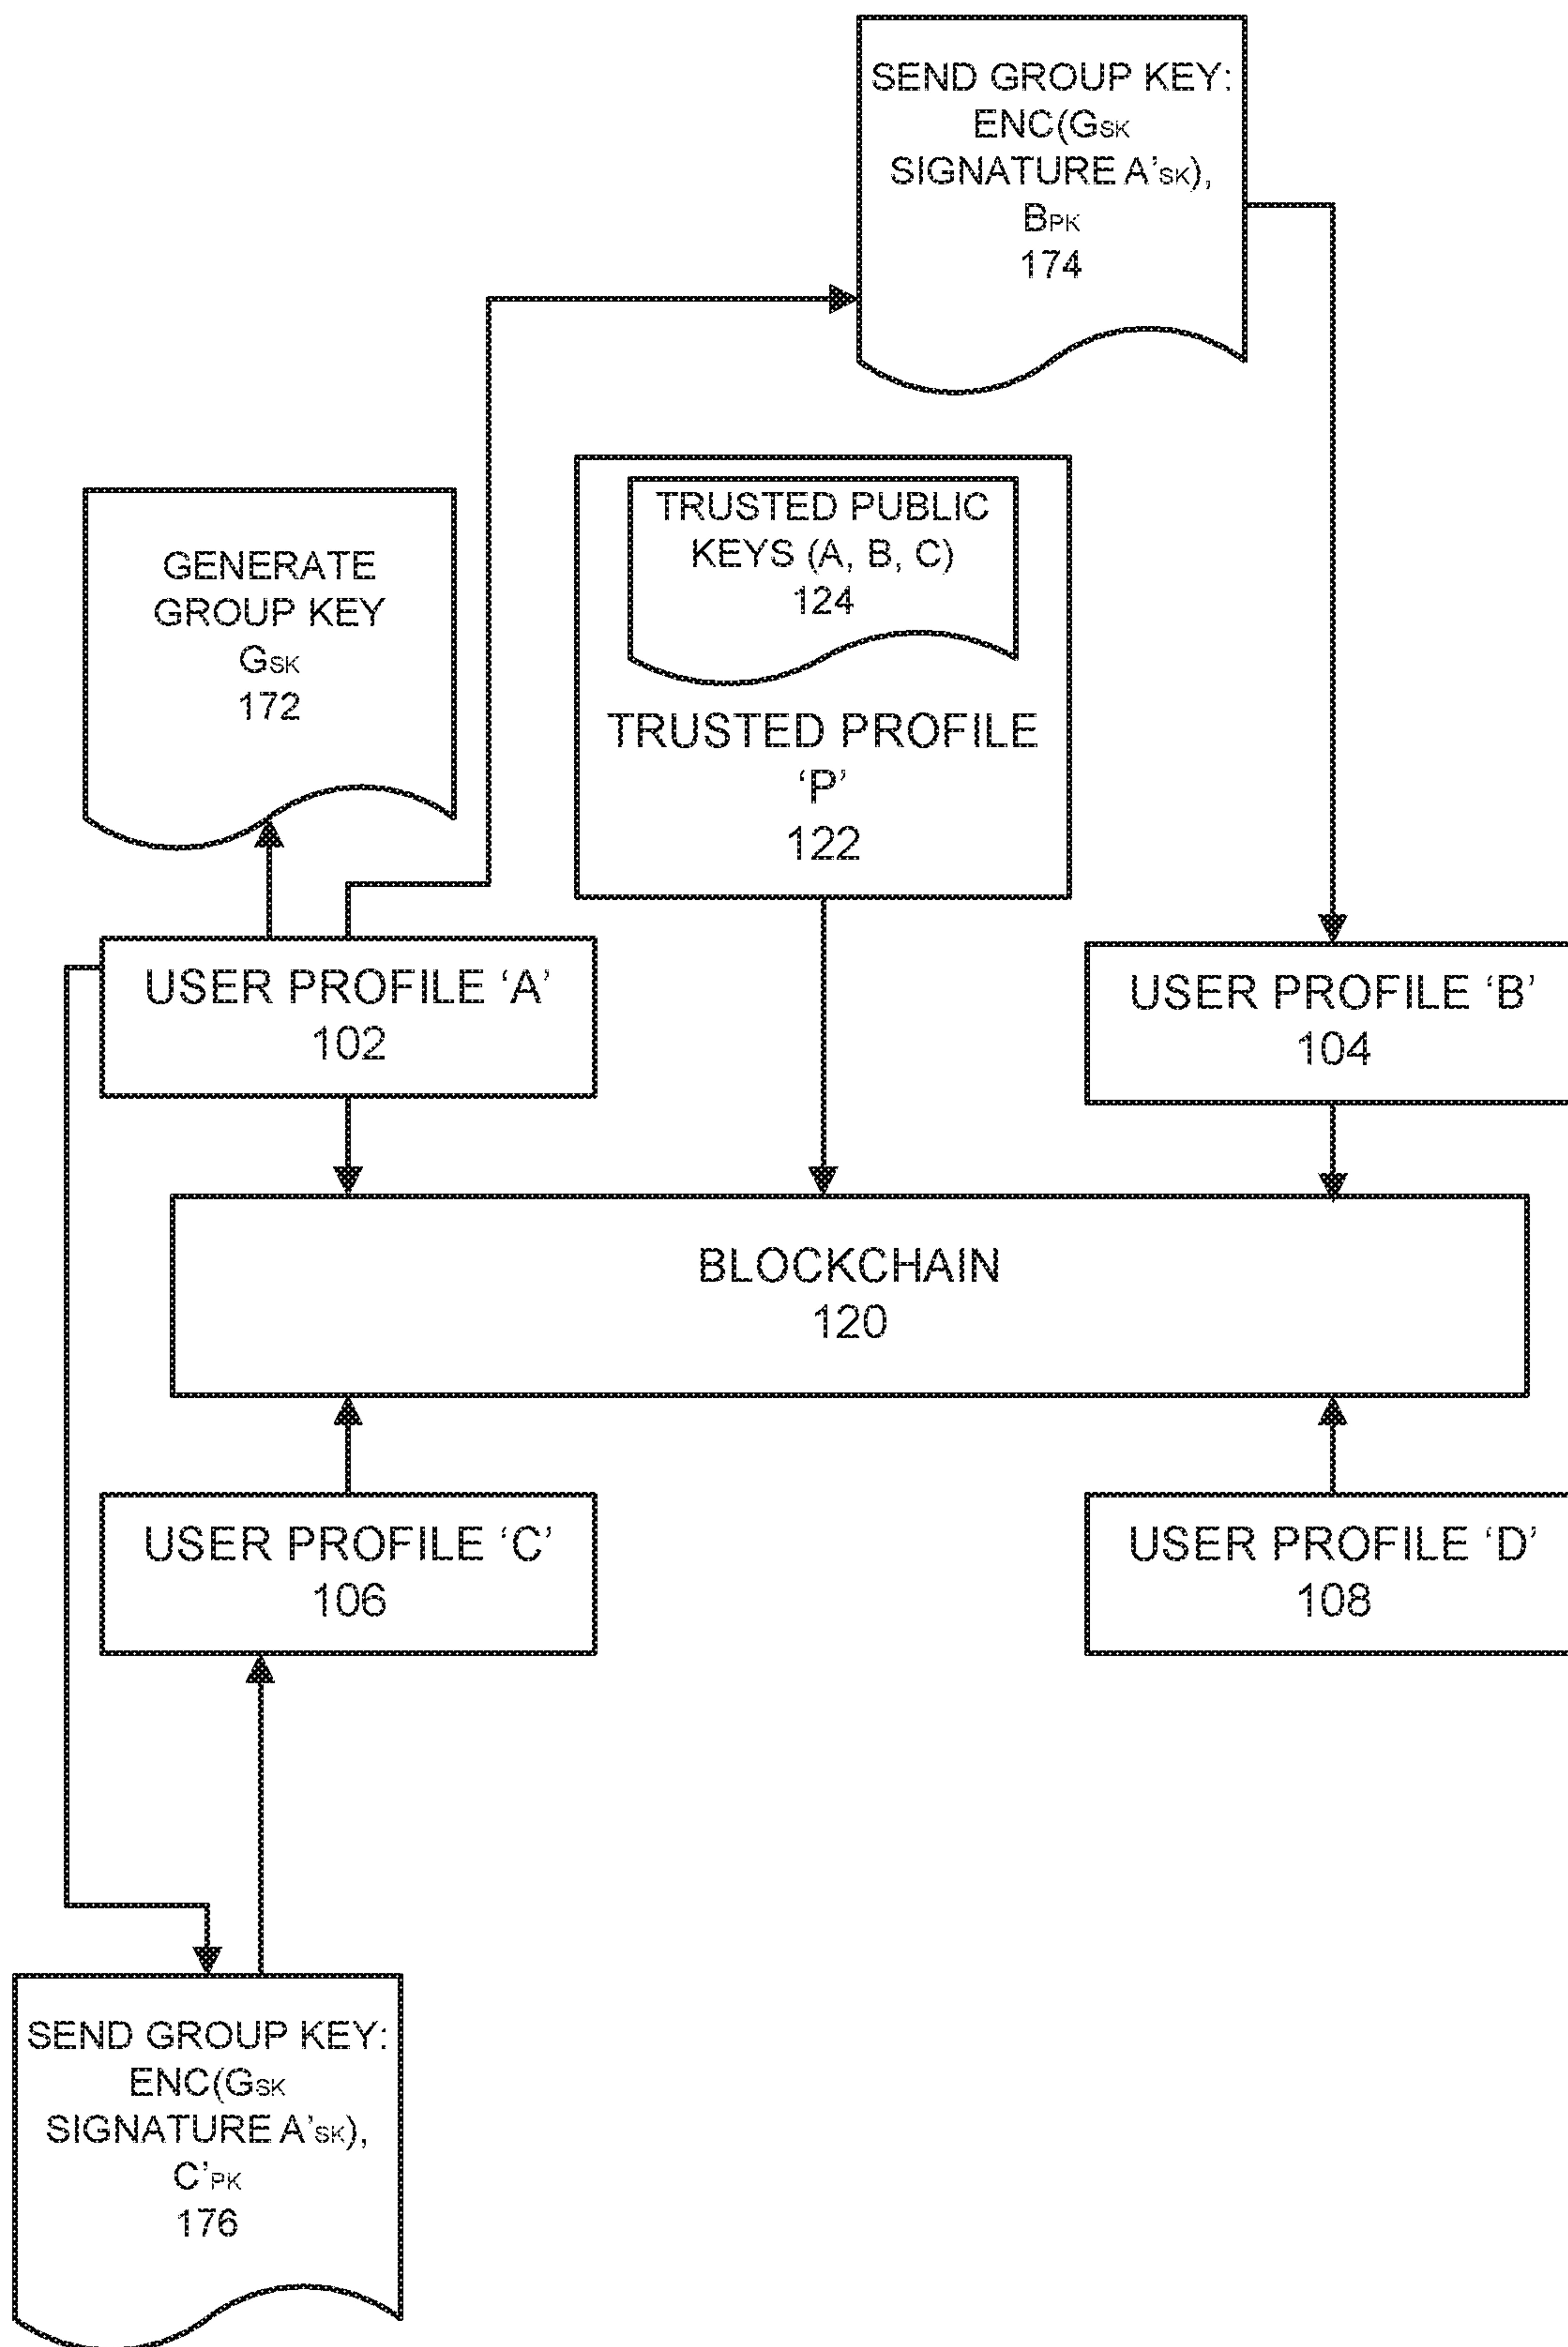 SEND GROUP KEY:
ENC(GSK
SIGNATURE A'SK),
BPK
174
TRUSTED PUBLIC
KEYS (A, B, C)
124
TRUSTED PROFILE
'P'
122
GENERATE
GROUP KEY
GSK
172
USER PROFILE 'A'
102
USER PROFILE 'B'
104
BLOCKCHAIN
120
USER PROFILE 'C'
106
USER PROFILE 'D'
108
SEND GROUP KEY:
ENC(GSK
SIGNATURE A'SK),
C'PK
176